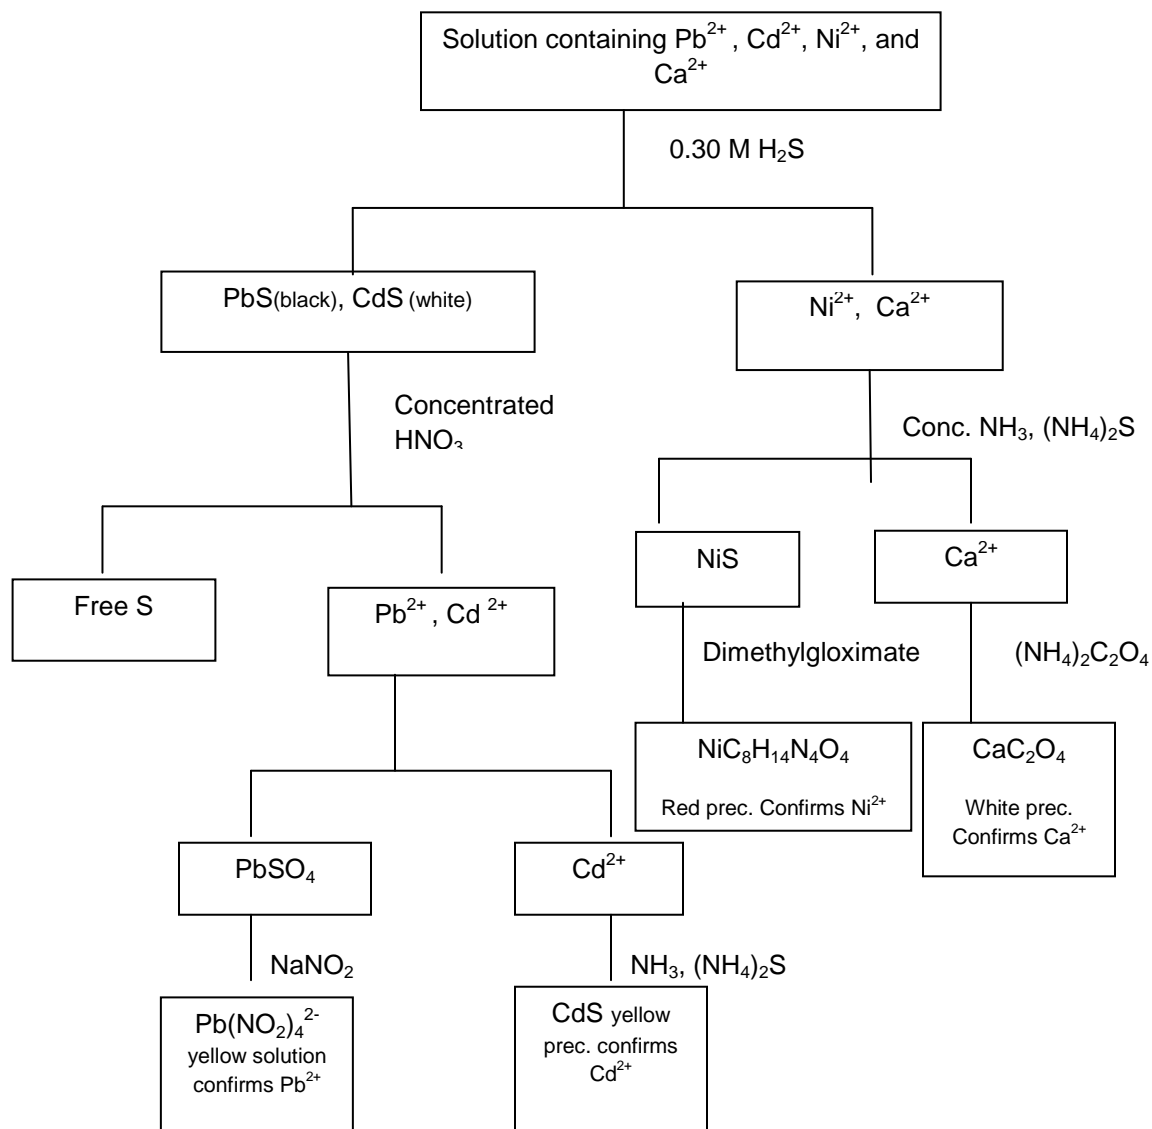 Solution containing Pb²⁺ , Cd²⁺, Ni²⁺, and
Ca²⁺
0.30 M H₂S
PbS(black), CdS (white)
Ni²⁺, Ca²⁺
Concentrated
HNO₃
Conc. NH₃, (NH₄)₂S
Free S
Pb²⁺ , Cd ²⁺
NiS
Ca²⁺
Dimethylgloximate
(NH₄)₂C₂O₄
NiC₈H₁₄N₄O₄
Red prec. Confirms Ni²⁺
CaC₂O₄
White prec.
Confirms Ca²⁺
PbSO₄
Cd²⁺
NaNO₂
NH₃, (NH₄)₂S
Pb(NO₂)₄²⁻
yellow solution
confirms Pb²⁺
CdS yellow
prec. confirms
Cd²⁺